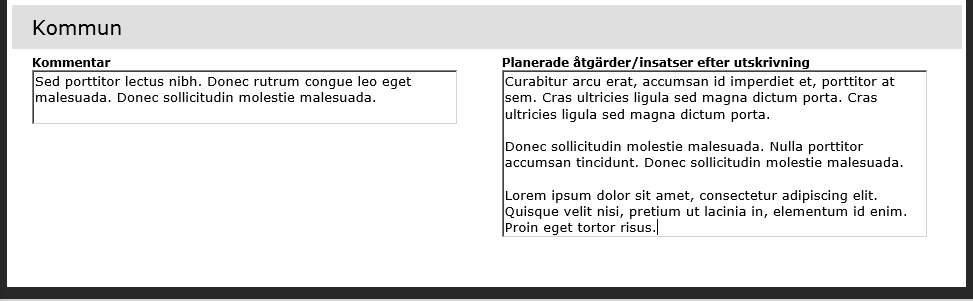 Kommun
Kommentar
Sed porttitor lectus nibh. Donec rutrum congue leo eget
malesuada. Donec sollicitudin molestie malesuada.
Planerade åtgärder/insatser efter utskrivning
Curabitur arcu erat, accumsan id imperdiet et, porttitor at
sem. Cras ultricies ligula sed magna dictum porta. Cras
ultricies ligula sed magna dictum porta.
Donec sollicitudin molestie malesuada. Nulla porttitor
accumsan tincidunt. Donec sollicitudin molestie malesuada.
Lorem ipsum dolor sit amet, consectetur adipiscing elit.
Quisque velit nisi, pretium ut lacinia in, elementum id enim.
Proin eget tortor risus.